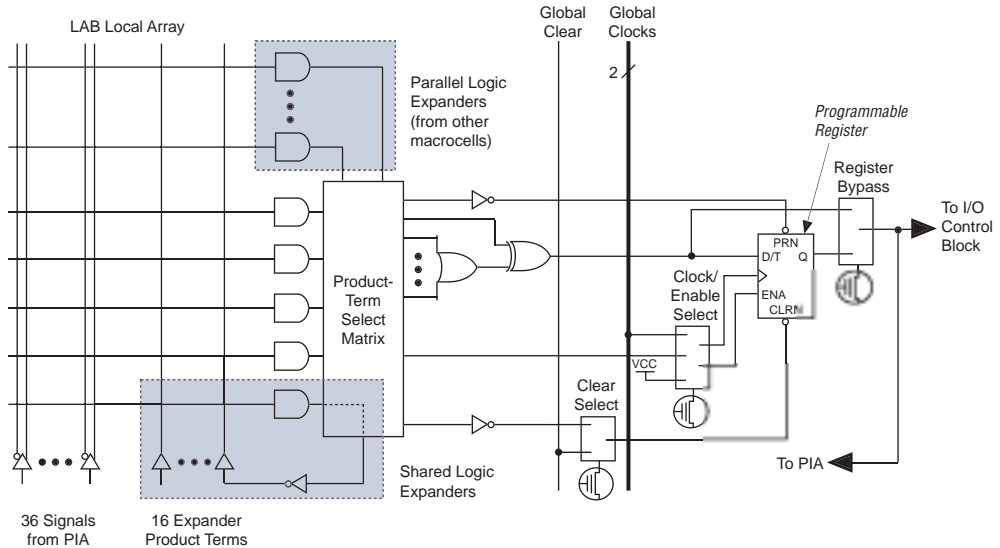 LAB Local Array
Global
Clear
Global
Clocks
2
Parallel Logic
Expanders
(from other
macrocells)
Programmable
Register
Register
Bypass
To I/O
Control
Block
PRN
D/T
Q
ENA
CLRN
Clock/
Enable
Select
Product-
Term
Select
Matrix
VCC
Clear
Select
To PIA
Shared Logic
Expanders
36 Signals
from PIA
16 Expander
Product Terms